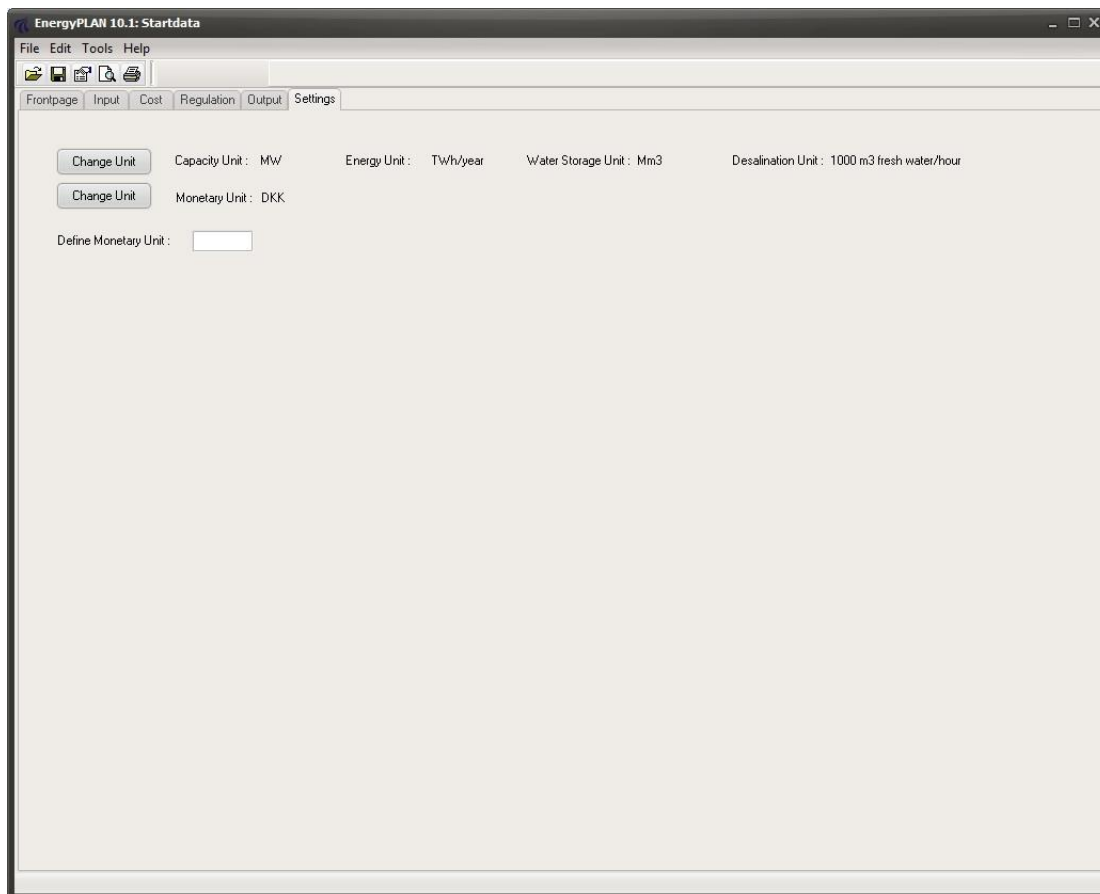 EnergyPLAN 10.1: Startdata
File Edit Tools Help
Frontpage Input Cost Regulation Output Settings
Change Unit Capacity Unit : MW Energy Unit : TWh/year Water Storage Unit : Mm3 Desalination Unit : 1000 m3 fresh water/hour
Change Unit Monetary Unit : DKK
Define Monetary Unit :